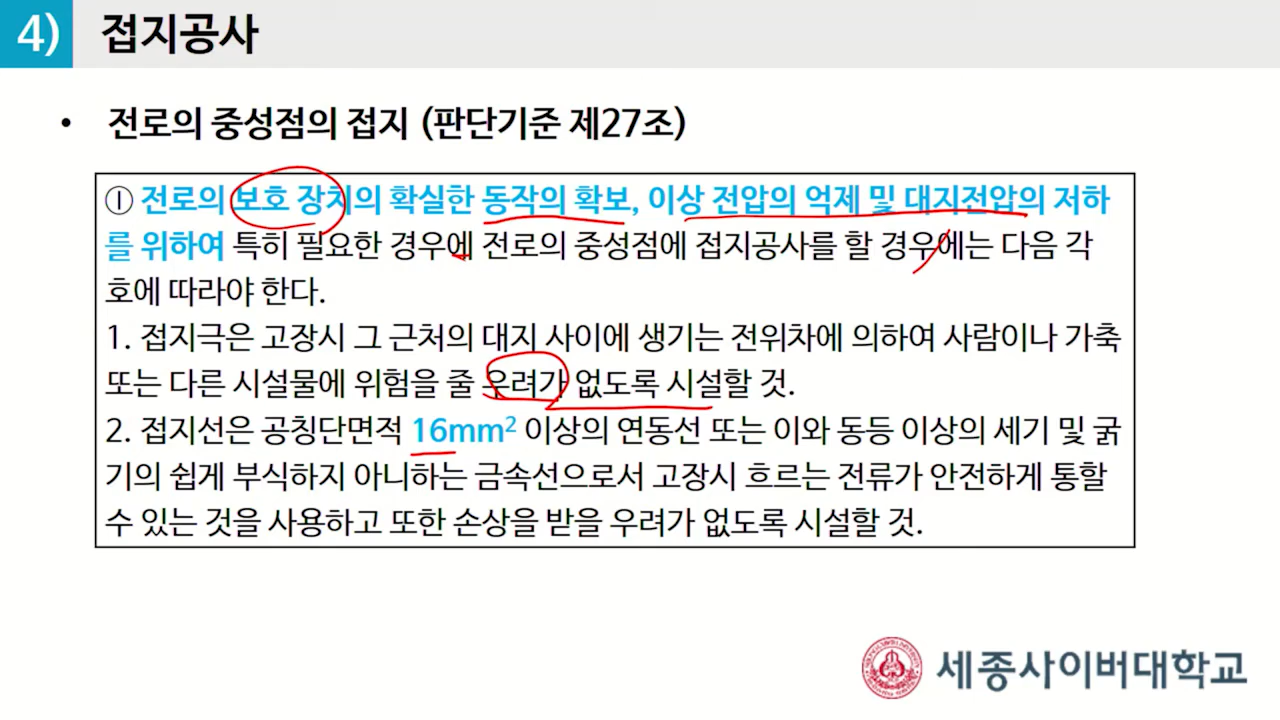 4) 접지공사
• 전로의 중성점의 접지 (판단기준 제27조)
① 전로의 보호 장치의 확실한 동작의 확보, 이상 전압의 억제 및 대지전압의 저하
를 위하여 특히 필요한 경우에 전로의 중성점에 접지공사를 할 경우에는 다음 각
호에 따라야 한다.
1. 접지극은 고장시 그 근처의 대지 사이에 생기는 전위차에 의하여 사람이나 가축
또는 다른 시설물에 위험을 줄 우려가 없도록 시설할 것.
2. 접지선은 공칭단면적 16mm² 이상의 연동선 또는 이와 동등 이상의 세기 및 굵
기의 쉽게 부식하지 아니하는 금속선으로서 고장시 흐르는 전류가 안전하게 통할
수 있는 것을 사용하고 또한 손상을 받을 우려가 없도록 시설할 것.
세종사이버대학교